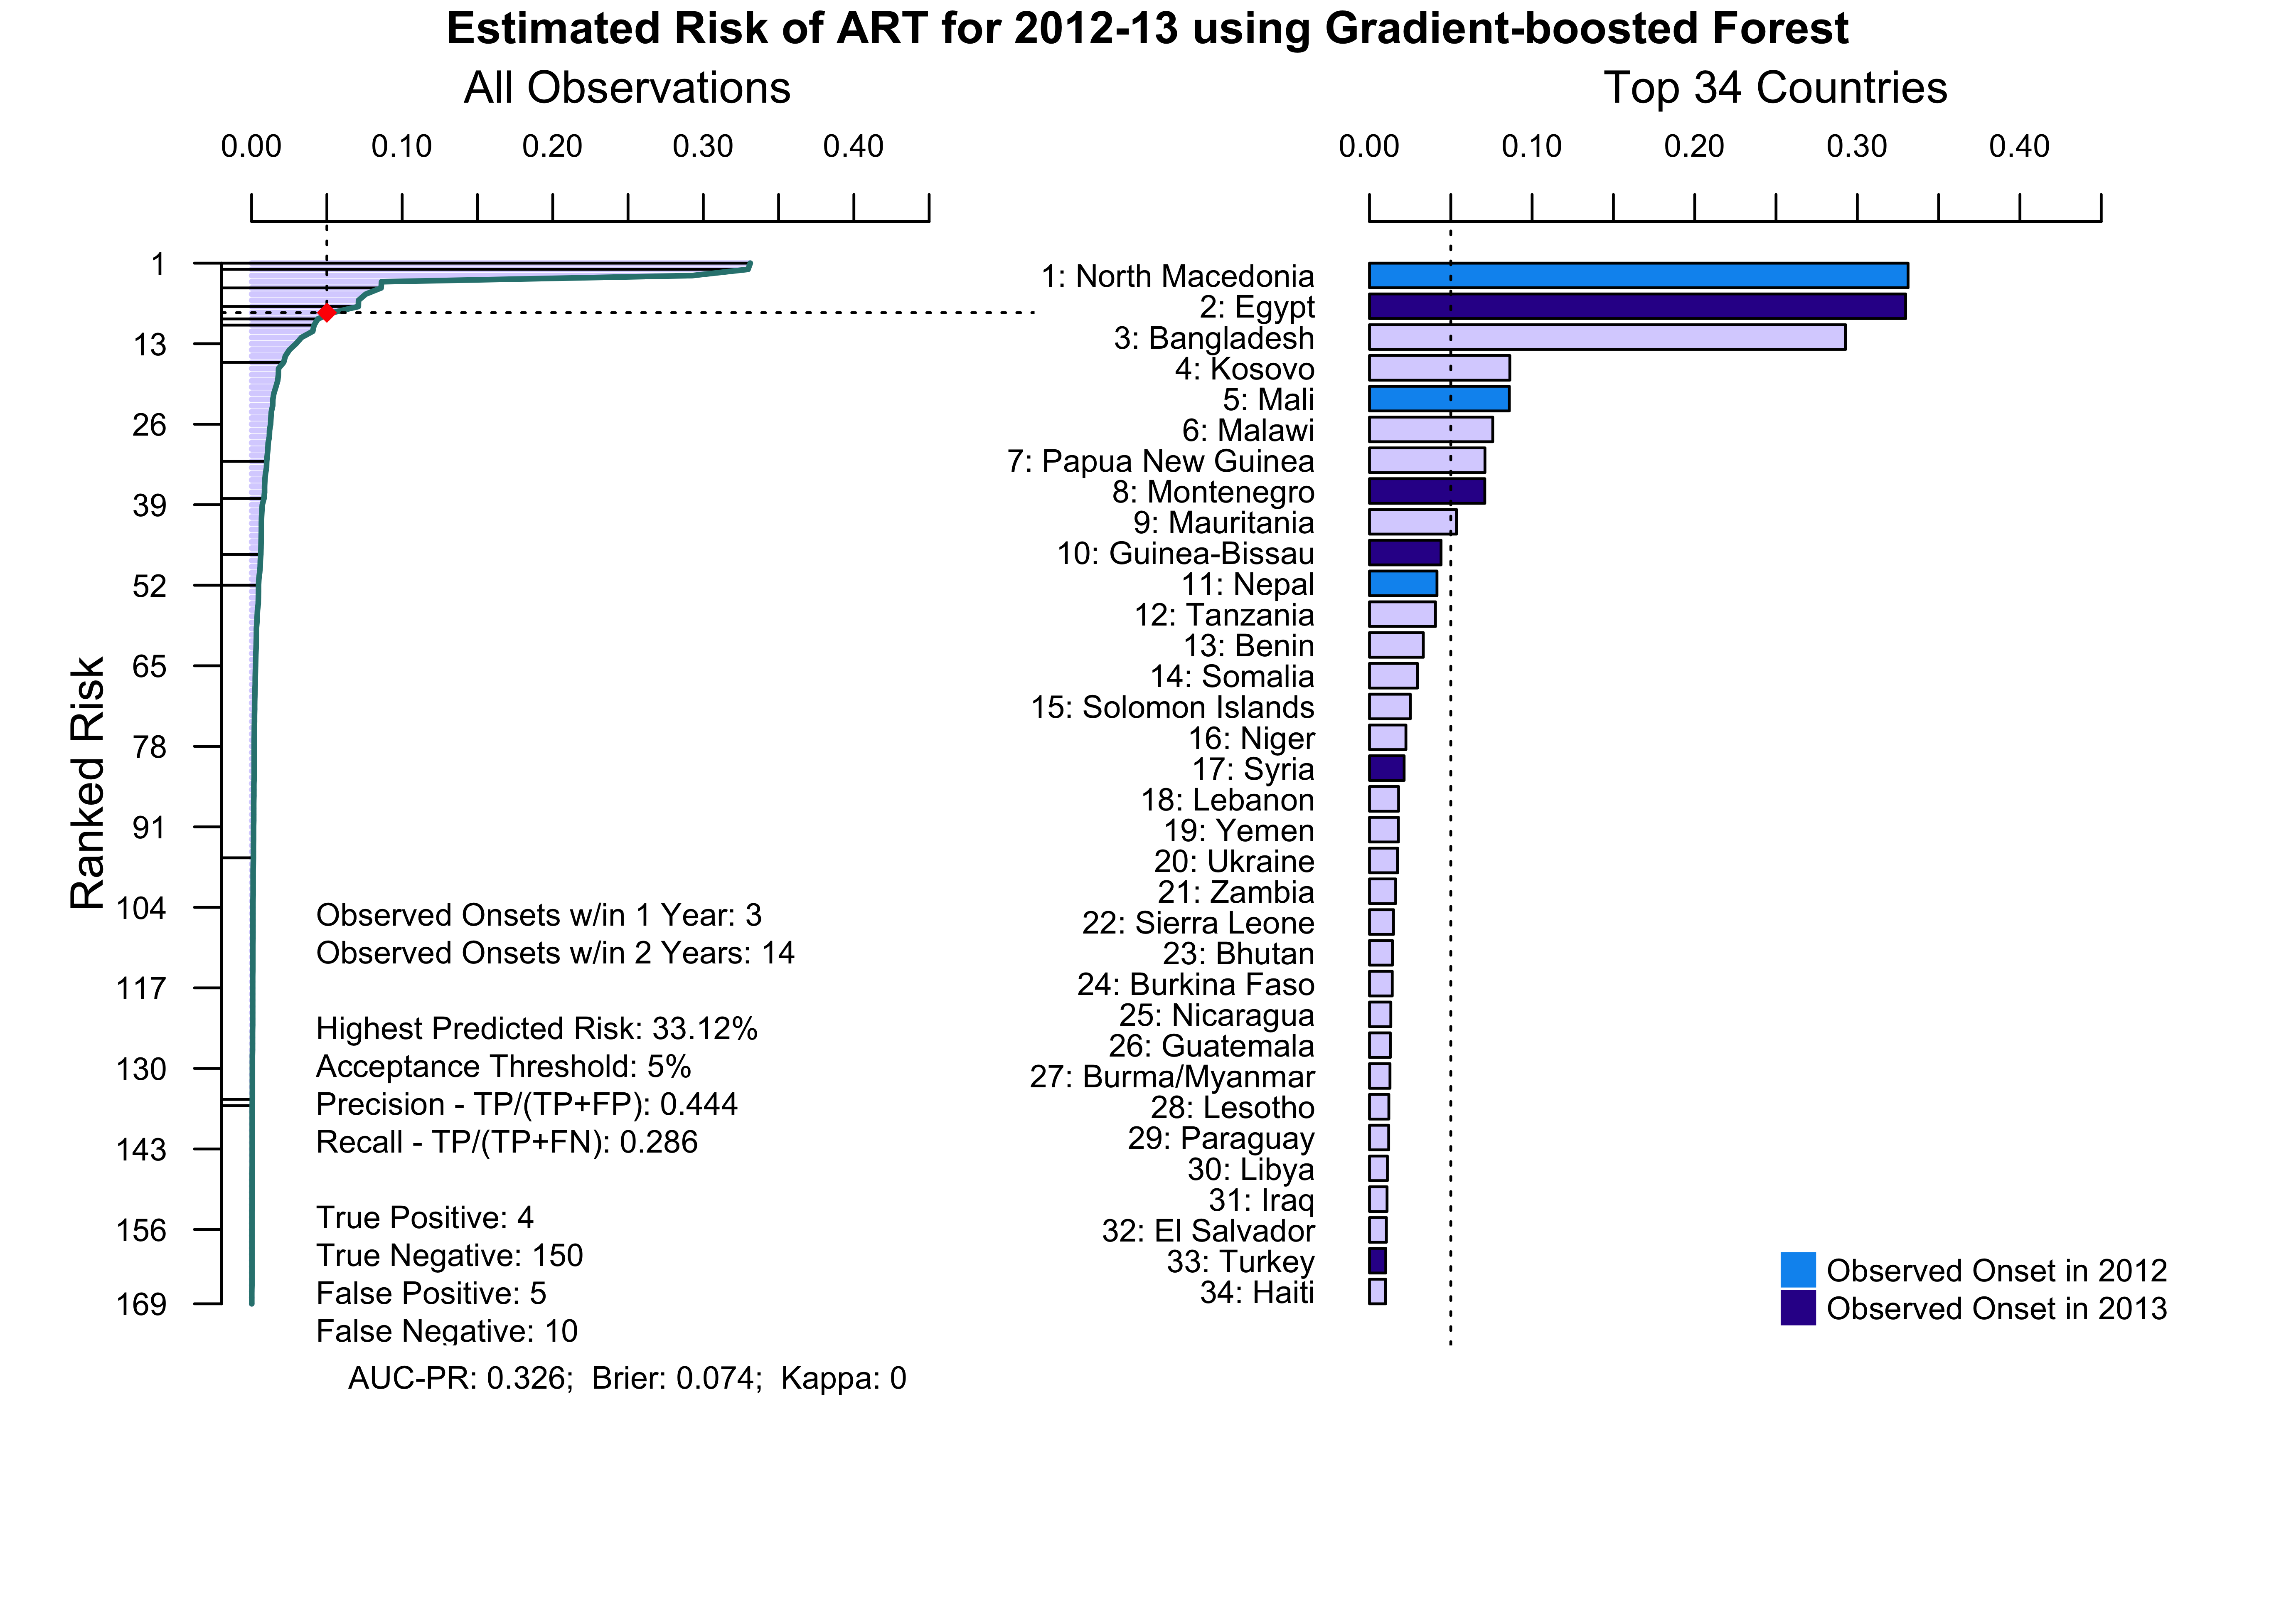 Estimated Risk of ART for 2012-13 using Gradient-boosted Forest
All Observations
0.00 0.10 0.20 0.30 0.40
Ranked Risk
1
13
26
39
52
65
78
91
104
117
130
143
156
169
Observed Onsets w/in 1 Year: 3
Observed Onsets w/in 2 Years: 14
Highest Predicted Risk: 33.12%
Acceptance Threshold: 5%
Precision - TP/(TP+FP): 0.444
Recall - TP/(TP+FN): 0.286
True Positive: 4
True Negative: 150
False Positive: 5
False Negative: 10
AUC-PR: 0.326; Brier: 0.074; Kappa: 0
Top 34 Countries
0.00 0.10 0.20 0.30 0.40
1: North Macedonia
2: Egypt
3: Bangladesh
4: Kosovo
5: Mali
6: Malawi
7: Papua New Guinea
8: Montenegro
9: Mauritania
10: Guinea-Bissau
11: Nepal
12: Tanzania
13: Benin
14: Somalia
15: Solomon Islands
16: Niger
17: Syria
18: Lebanon
19: Yemen
20: Ukraine
21: Zambia
22: Sierra Leone
23: Bhutan
24: Burkina Faso
25: Nicaragua
26: Guatemala
27: Burma/Myanmar
28: Lesotho
29: Paraguay
30: Libya
31: Iraq
32: El Salvador
33: Turkey
34: Haiti
Observed Onset in 2012
Observed Onset in 2013